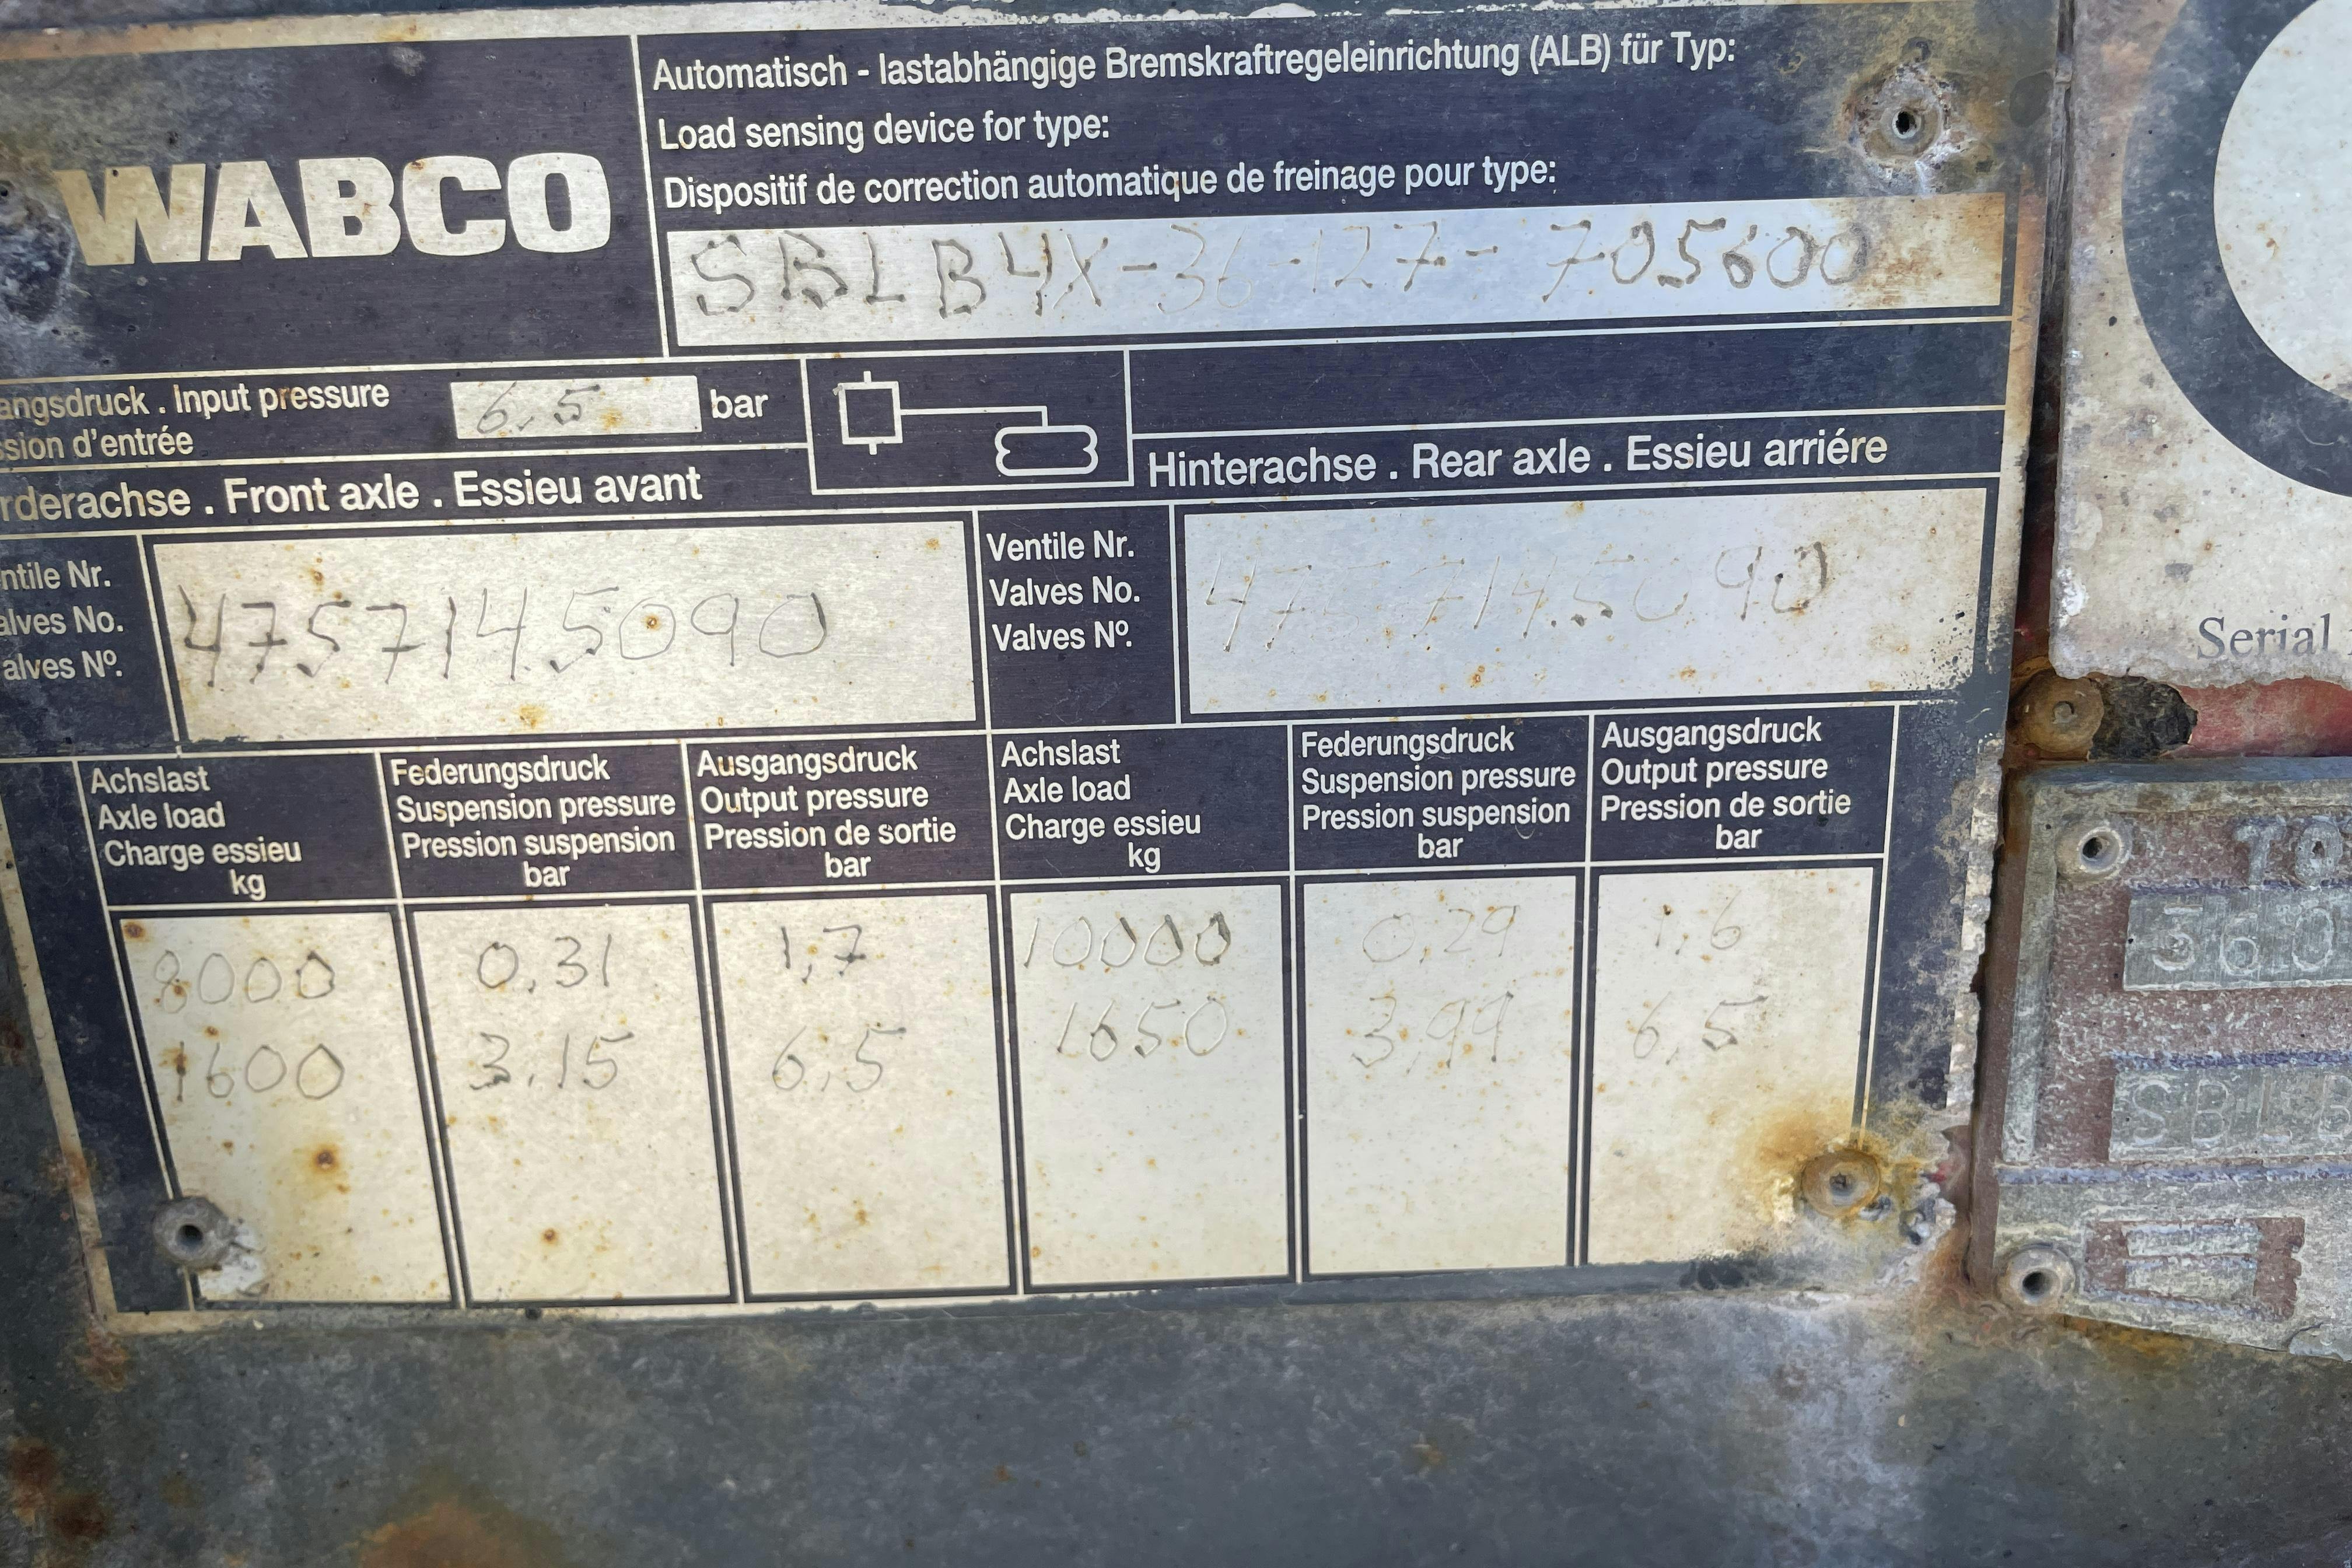 WABCO
Automatisch - lastabhängige Bremskraftregeleinrichtung (ALB) für Typ:
Load sensing device for type:
Dispositif de correction automatique de freinage pour type:
SBLB4X-36-127-705600
angsdruck . Input pressure
ssion d'entrée
6.5 bar
rderachse . Front axle . Essieu avant
Hinterachse . Rear axle . Essieu arriére
ntile Nr.
alves No.
alves Nº.
4757145090
Ventile Nr.
Valves No.
Valves Nº.
4757145090
Achslast
Axle load
Charge essieu
kg
Federungsdruck
Suspension pressure
Pression suspension
bar
Ausgangsdruck
Output pressure
Pression de sortie
bar
Achslast
Axle load
Charge essieu
kg
Federungsdruck
Suspension pressure
Pression suspension
bar
Ausgangsdruck
Output pressure
Pression de sortie
bar
8000 0,31 1,7 10000 0,29 1,6
1600 3,15 6,5 1650 3,99 6,5
Serial
360
SBLB